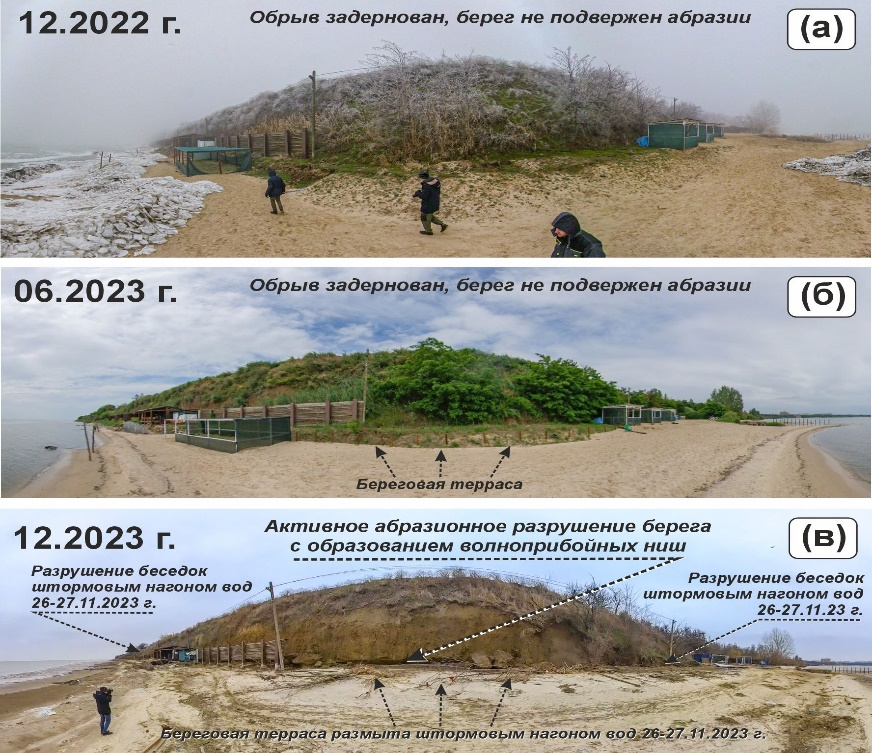 12.2022 г.
Обрыв задернован, берег не подвержен абразии
(а)
06.2023 г.
Обрыв задернован, берег не подвержен абразии
(б)
Береговая терраса
12.2023 г.
Активное абразионное разрушение берега
с образованием волноприбойных ниш
(в)
Разрушение беседок
штормовым нагоном вод
26-27.11.2023 г.
Разрушение беседок
штормовым нагоном вод
26-27.11.23 г.
Береговая терраса размыта штормовым нагоном вод 26-27.11.2023 г.